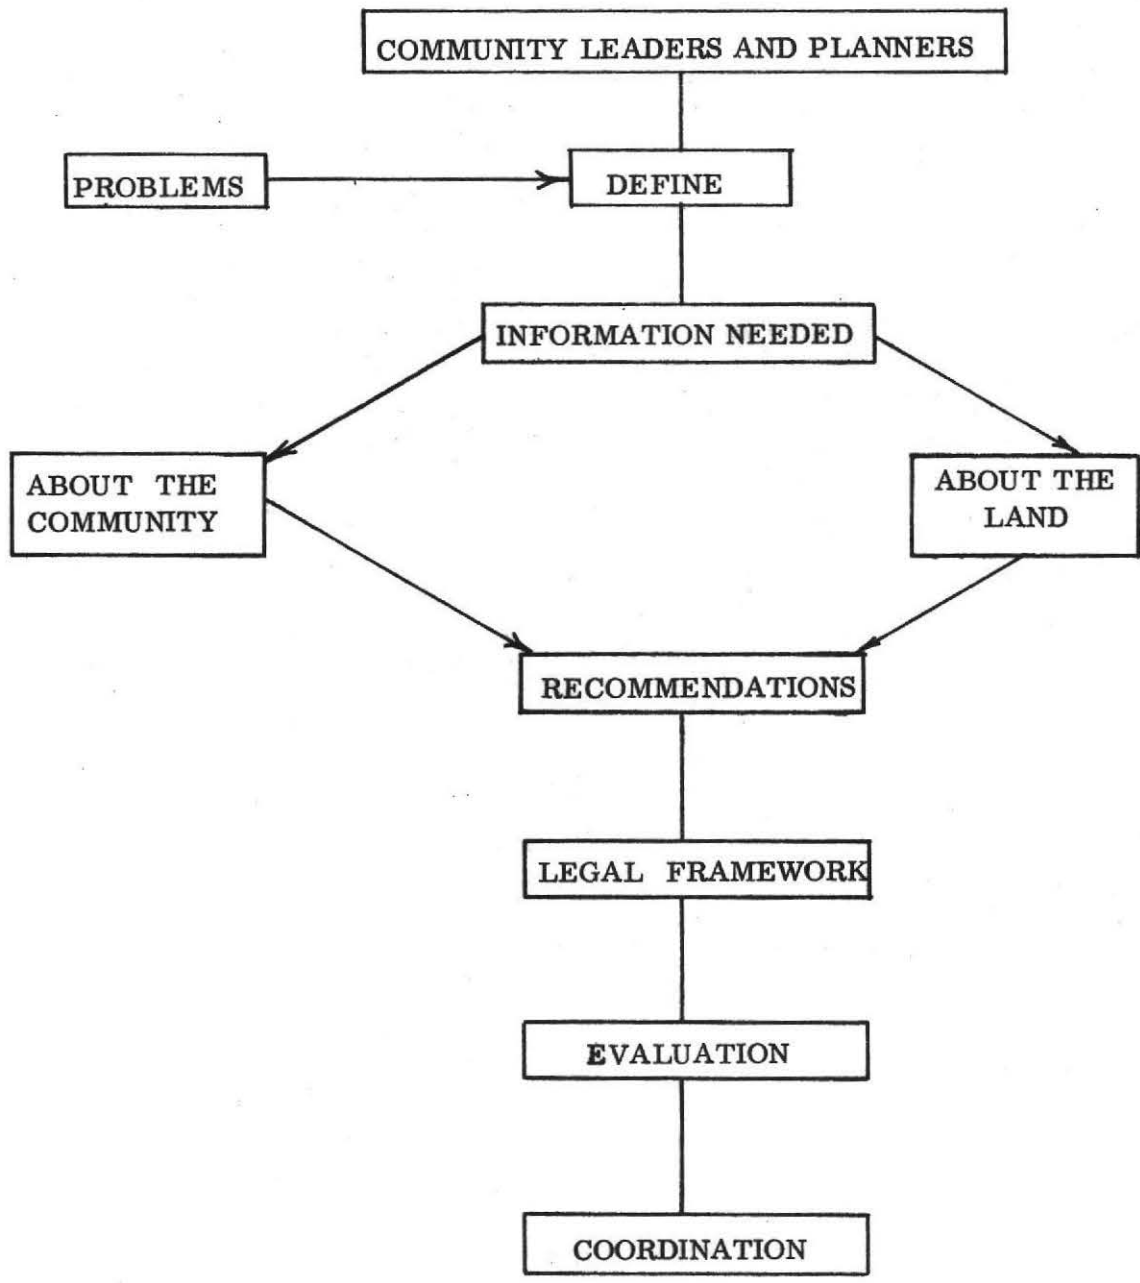 COMMUNITY LEADERS AND PLANNERS
PROBLEMS
DEFINE
INFORMATION NEEDED
ABOUT THE
COMMUNITY
ABOUT THE
LAND
RECOMMENDATIONS
LEGAL FRAMEWORK
EVALUATION
COORDINATION